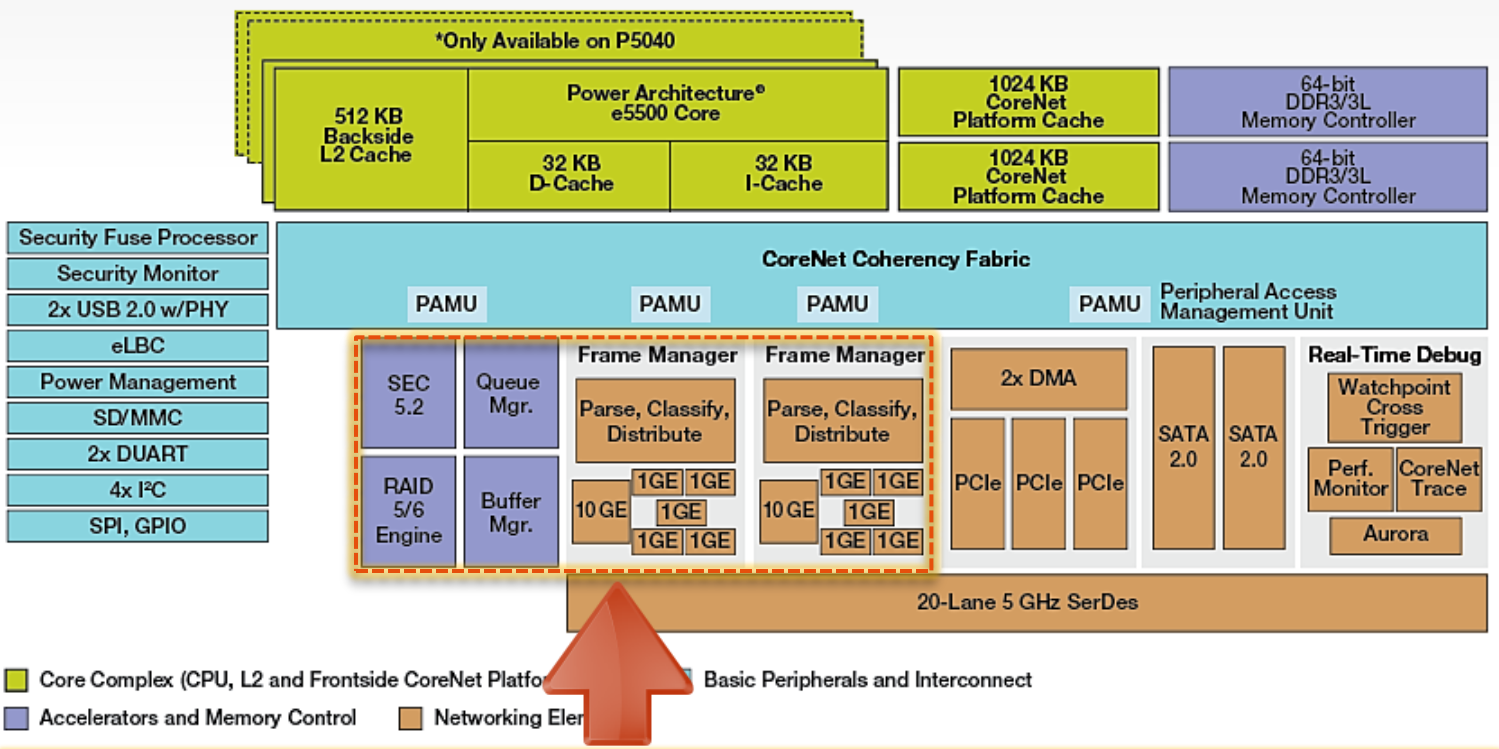 *Only Available on P5040
512 KB
Backside
L2 Cache
Power Architecture®
e5500 Core
32 KB
D-Cache
32 KB
I-Cache
1024 KB
CoreNet
Platform Cache
1024 KB
CoreNet
Platform Cache
64-bit
DDR3/3L
Memory Controller
64-bit
DDR3/3L
Memory Controller
Security Fuse Processor
Security Monitor
2x USB 2.0 w/PHY
eLBC
Power Management
SD/MMC
2x DUART
4x I²C
SPI, GPIO
CoreNet Coherency Fabric
PAMU
PAMU
PAMU
PAMU
Peripheral Access
Management Unit
SEC
5.2
Queue
Mgr.
RAID
5/6
Engine
Buffer
Mgr.
Frame Manager
Parse, Classify,
Distribute
10 GE
1GE 1GE
1GE
1GE 1GE
Frame Manager
Parse, Classify,
Distribute
10 GE
1GE 1GE
1GE
1GE 1GE
2x DMA
PCIe PCIe PCIe
SATA
2.0
SATA
2.0
Real-Time Debug
Watchpoint
Cross
Trigger
Perf.
Monitor
CoreNet
Trace
Aurora
20-Lane 5 GHz SerDes
Core Complex (CPU, L2 and Frontside CoreNet
Basic Peripherals and Interconnect
Accelerators and Memory Control
Networking